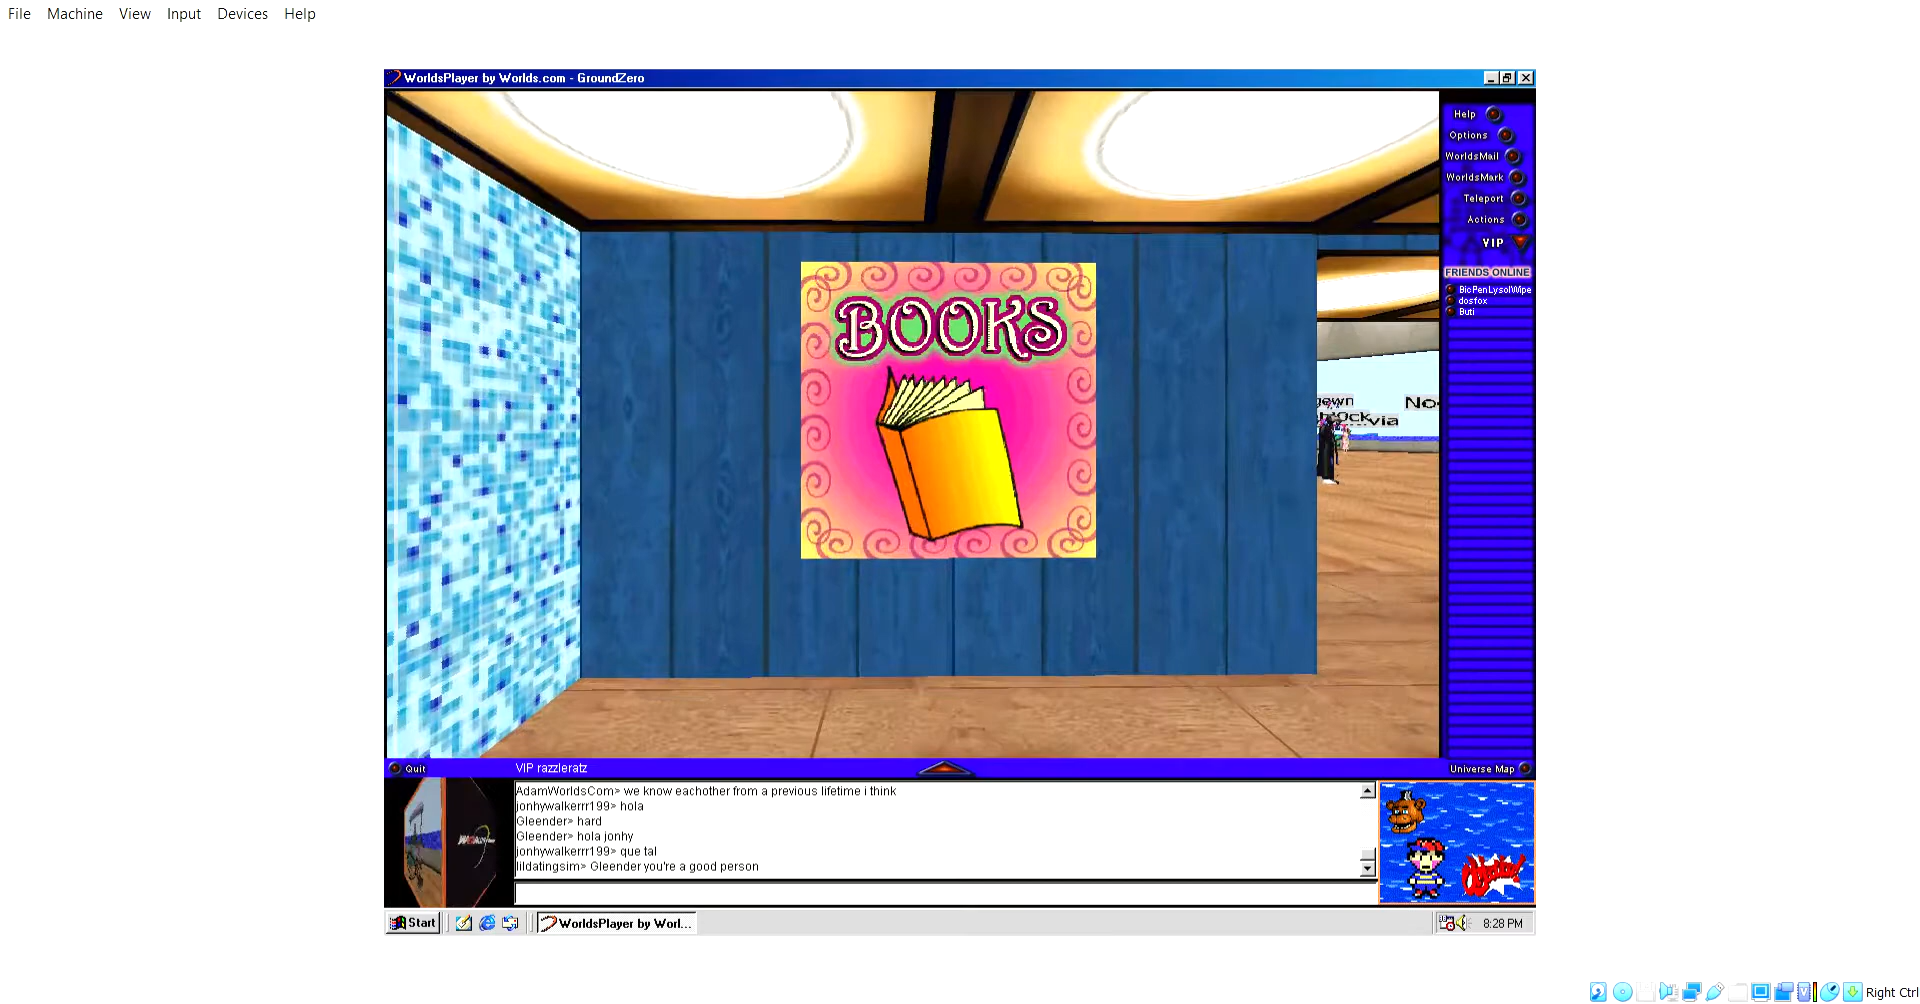 File Machine View Input Devices Help
WorldsPlayer by Worlds.com - GroundZero
Help
Options
WorldsMail
WorldsMark
Teleport
Actions
VIP
FRIENDS ONLINE
BicPenLysolWipe
dosfox
Buti
BOOKS
No
via
Quit
VIP razzleratz
Universe Map
AdamWorldsCom> we know eachother from a previous lifetime i think
jonhywalkerrr199> hola
Gleender> hard
Gleender> hola jonhy
jonhywalkerrr199> que tal
lildatingsim> Gleender you're a good person
Start
WorldsPlayer by Worl...
8:28 PM
Right Ctrl